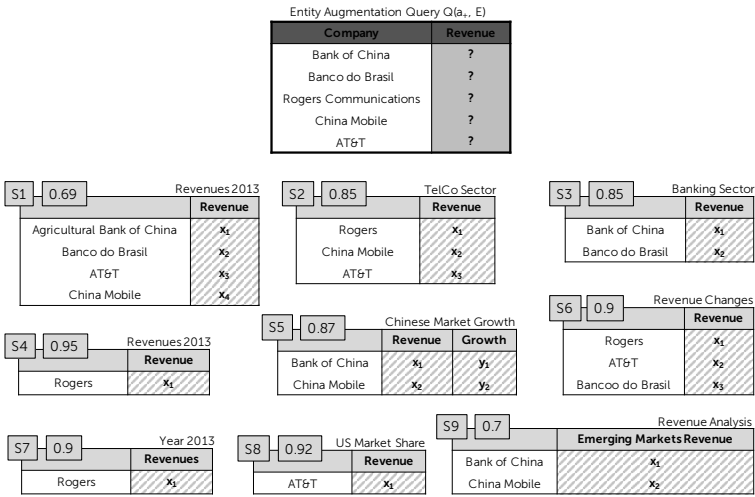 Entity Augmentation Query Q(a₊, E)
Company Revenue
Bank of China ?
Banco do Brasil ?
Rogers Communications ?
China Mobile ?
AT&T ?
S1 0.69 Revenues 2013
Revenue
Agricultural Bank of China x₁
Banco do Brasil x₂
AT&T x₃
China Mobile x₄
S2 0.85 TelCo Sector
Revenue
Rogers x₁
China Mobile x₂
AT&T x₃
S3 0.85 Banking Sector
Revenue
Bank of China x₁
Banco do Brasil x₂
S4 0.95 Revenues 2013
Revenue
Rogers x₁
S5 0.87 Chinese Market Growth
Revenue Growth
Bank of China x₁ y₁
China Mobile x₂ y₂
S6 0.9 Revenue Changes
Revenue
Rogers x₁
AT&T x₂
Bancoo do Brasil x₃
S7 0.9 Year 2013
Revenues
Rogers x₁
S8 0.92 US Market Share
Revenue
AT&T x₁
S9 0.7 Revenue Analysis
Emerging Markets Revenue
Bank of China x₁
China Mobile x₂